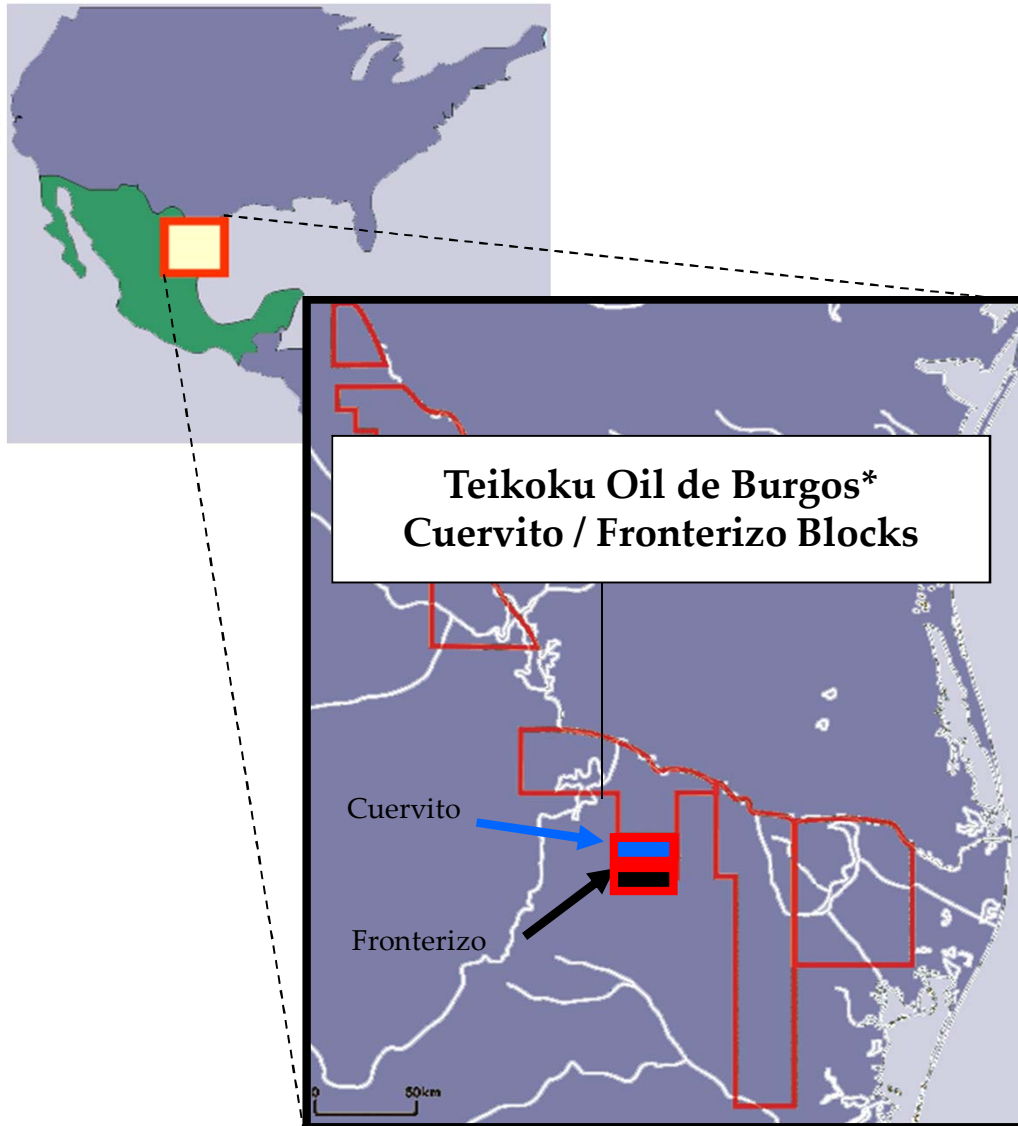 Teikoku Oil de Burgos*
Cuervito / Fronterizo Blocks
Cuervito
Fronterizo
0 50km